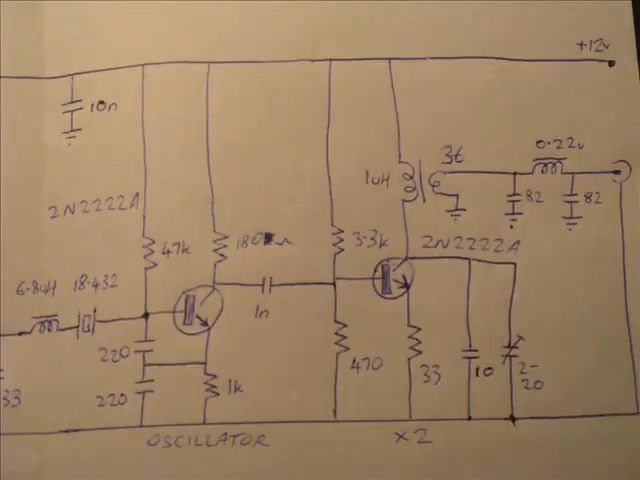 +12v
10n
0.22u
3t
1uH
82
82
2N2222A
47k
3.3k
2N2222A
6.8uH
18.432
1n
220
470
33
10
2-
20
33
220
1k
OSCILLATOR
x2